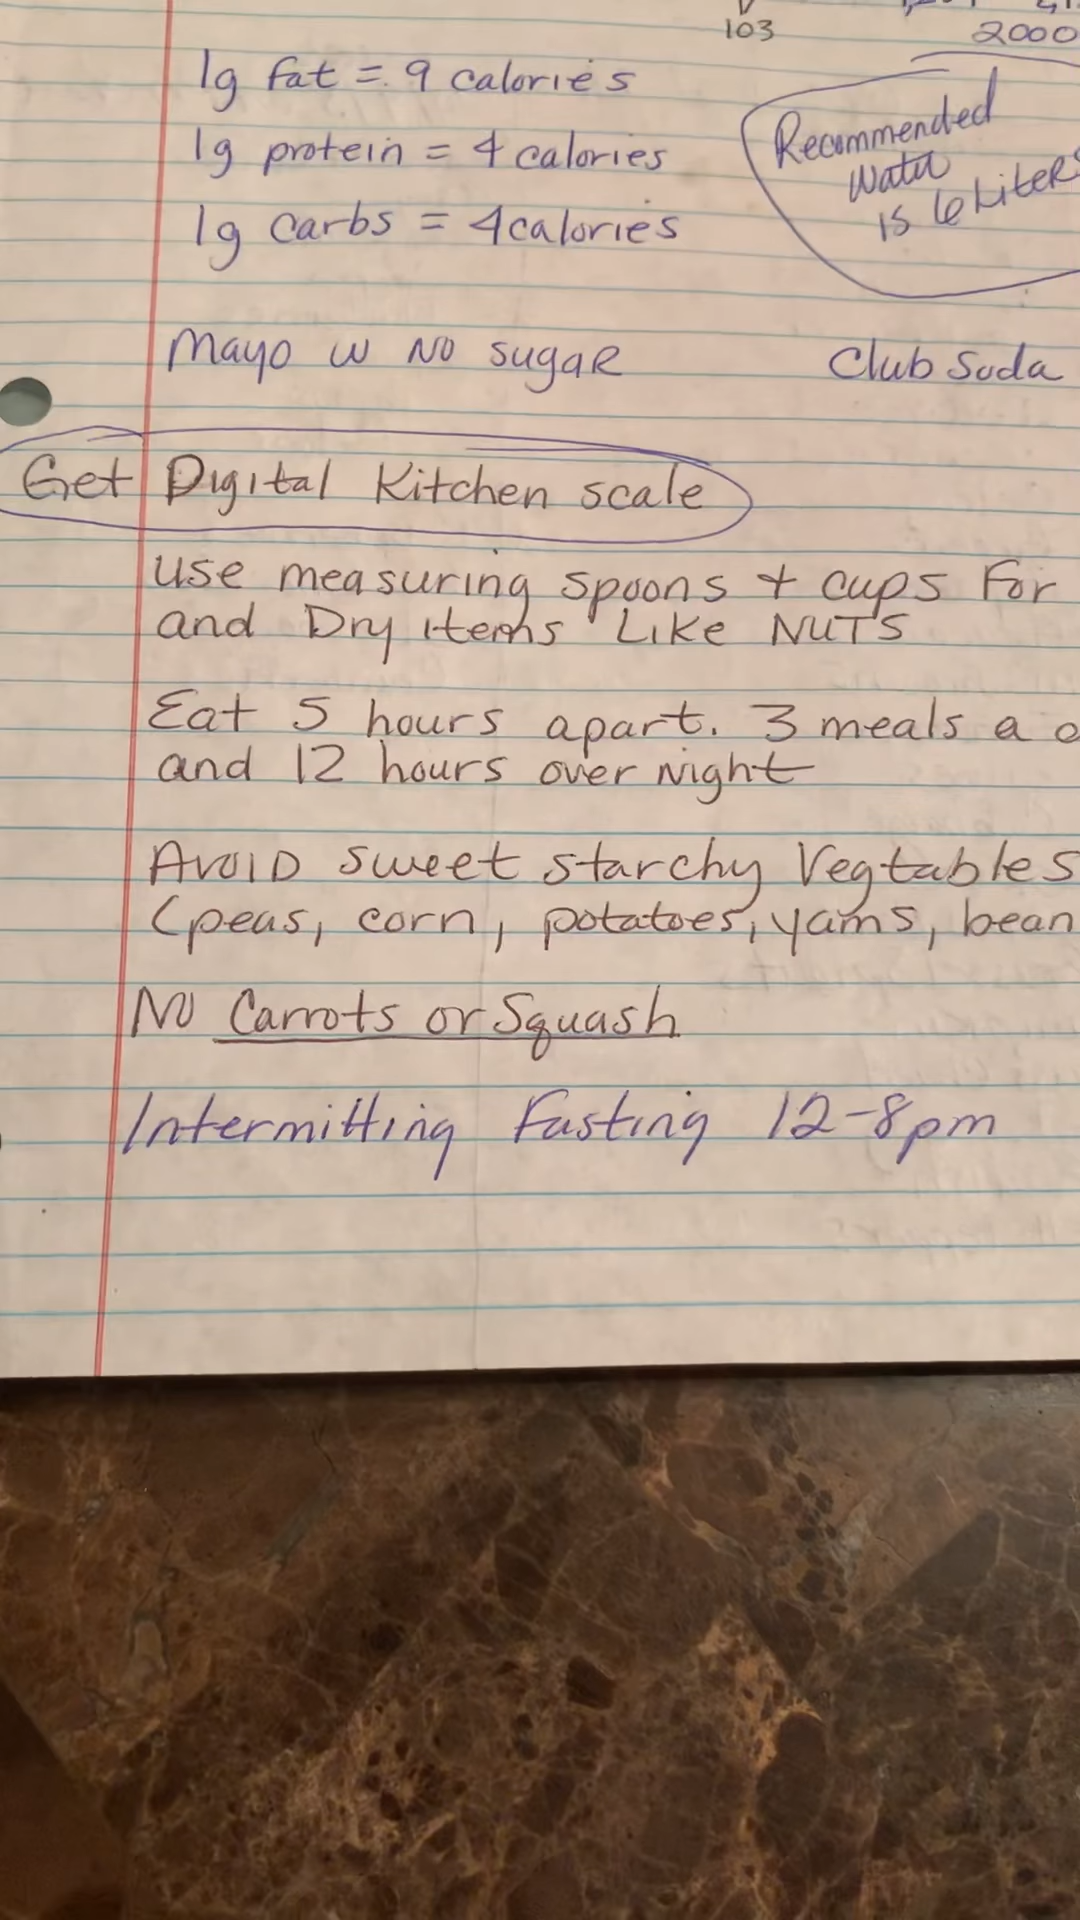 103
2000
1g fat = 9 calories
1g protein = 4 calories
1g carbs = 4 calories
Recommended
Water
is 6 Liters
Mayo w No sugar
Club Soda
Get Digital Kitchen scale
use measuring spoons + cups For
and Dry items Like NUTS
Eat 5 hours apart. 3 meals a
and 12 hours over Night
Avoid sweet starchy Vegtables
(peas, corn, potatoes, yams, bean
No Carrots or Squash
Intermitting Fasting 12-8pm